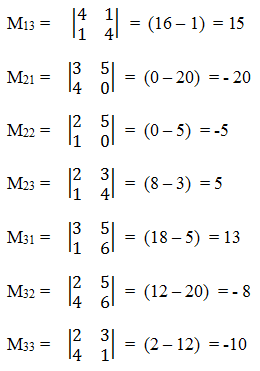 M₁₃ = |4 1| = (16 – 1) = 15
|1 4|
M₂₁ = |3 5| = (0 – 20) = - 20
|4 0|
M₂₂ = |2 5| = (0 – 5) = -5
|1 0|
M₂₃ = |2 3| = (8 – 3) = 5
|1 4|
M₃₁ = |3 5| = (18 – 5) = 13
|1 6|
M₃₂ = |2 5| = (12 – 20) = - 8
|4 6|
M₃₃ = |2 3| = (2 – 12) = -10
|4 1|